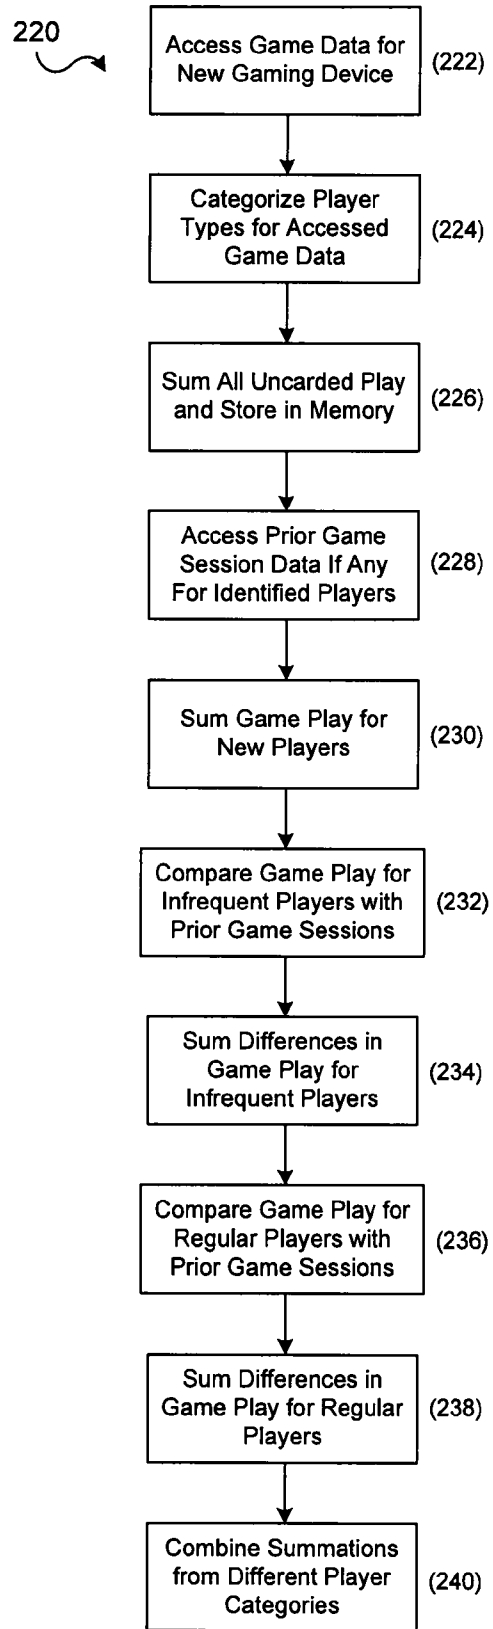 220
Access Game Data for
New Gaming Device
(222)
Categorize Player
Types for Accessed
Game Data
(224)
Sum All Uncarded Play
and Store in Memory
(226)
Access Prior Game
Session Data If Any
For Identified Players
(228)
Sum Game Play for
New Players
(230)
Compare Game Play for
Infrequent Players with
Prior Game Sessions
(232)
Sum Differences in
Game Play for
Infrequent Players
(234)
Compare Game Play for
Regular Players with
Prior Game Sessions
(236)
Sum Differences in
Game Play for Regular
Players
(238)
Combine Summations
from Different Player
Categories
(240)